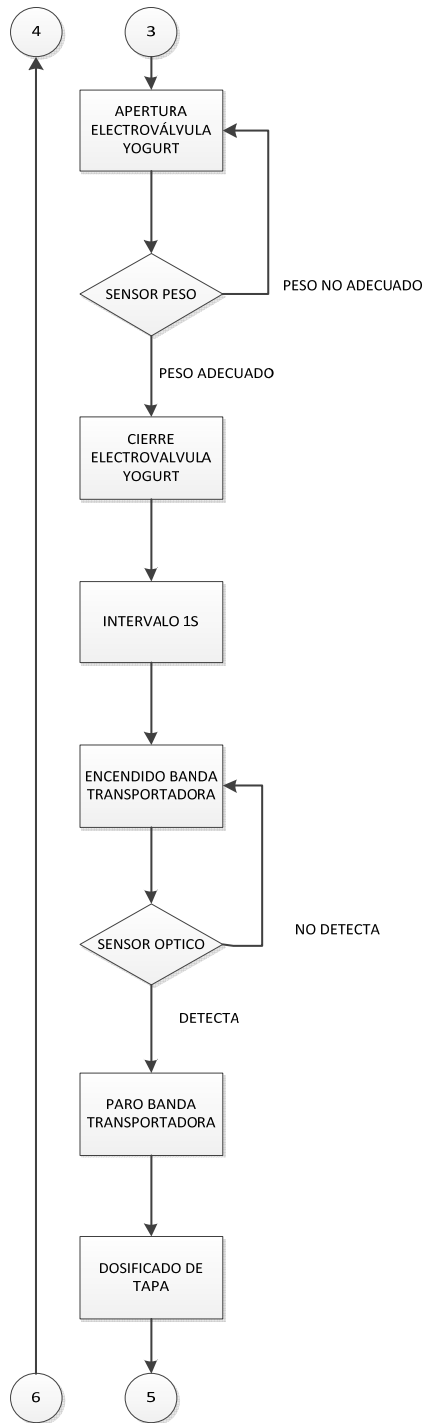 4
3
APERTURA
ELECTROVÁLVULA
YOGURT
SENSOR PESO
PESO NO ADECUADO
PESO ADECUADO
CIERRE
ELECTROVALVULA
YOGURT
INTERVALO 1S
ENCENDIDO BANDA
TRANSPORTADORA
SENSOR OPTICO
NO DETECTA
DETECTA
PARO BANDA
TRANSPORTADORA
DOSIFICADO DE
TAPA
6
5